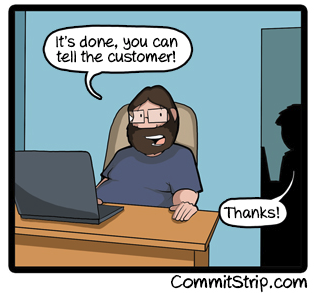 It's done, you can
tell the customer!
Thanks!
CommitStrip.com